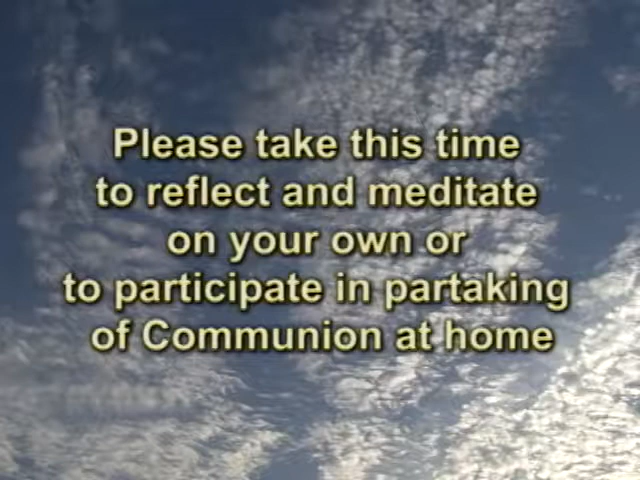 Please take this time
to reflect and meditate
on your own or
to participate in partaking
of Communion at home